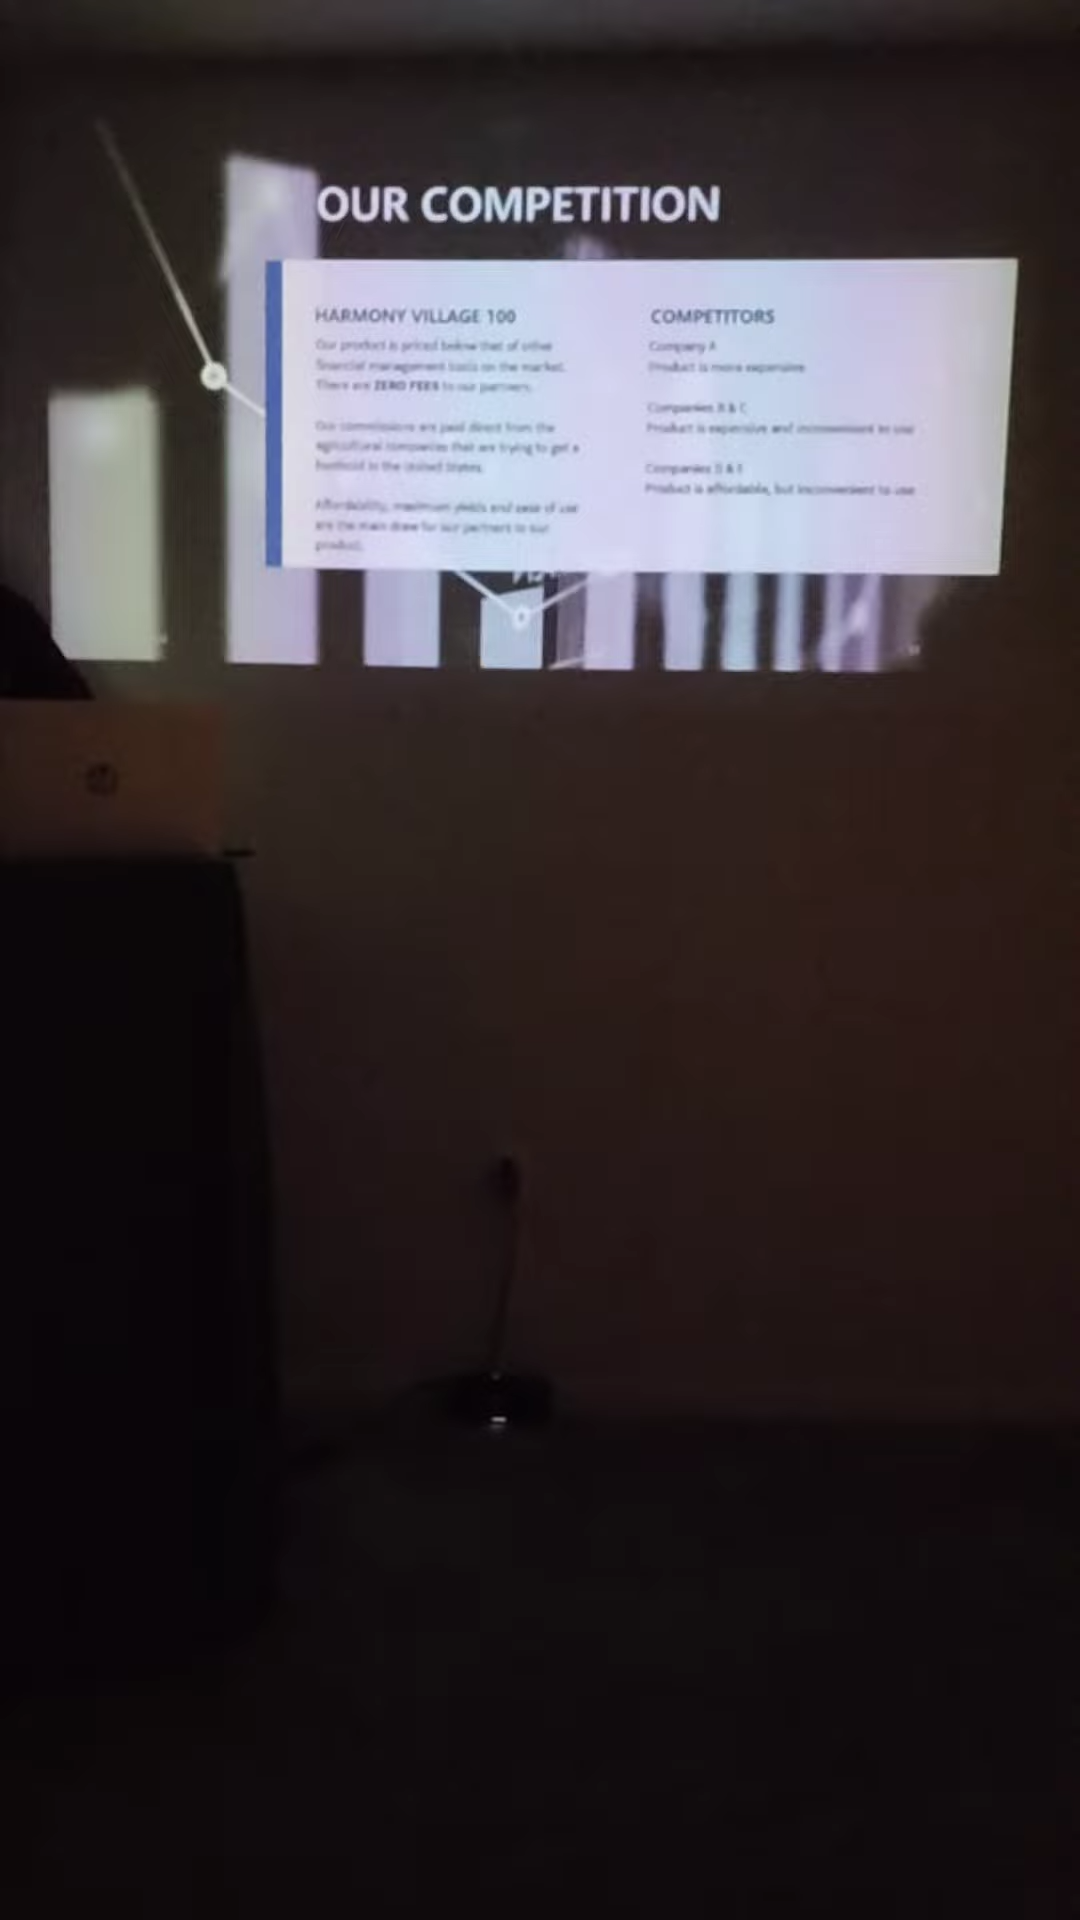 OUR COMPETITION
HARMONY VILLAGE 100
Our product is priced below that of other
financial management tools on the market.
There are ZERO FEES to our partners.
Our commissions are paid direct from the
agricultural companies that are trying to get a
foothold in the United States.
Affordability, maximum yields and ease of use
are the main draw for our partners to our
product.
COMPETITORS
Company A
Product is more expensive
Companies B & C
Product is expensive and inconvenient to use
Companies D & E
Product is affordable, but inconvenient to use